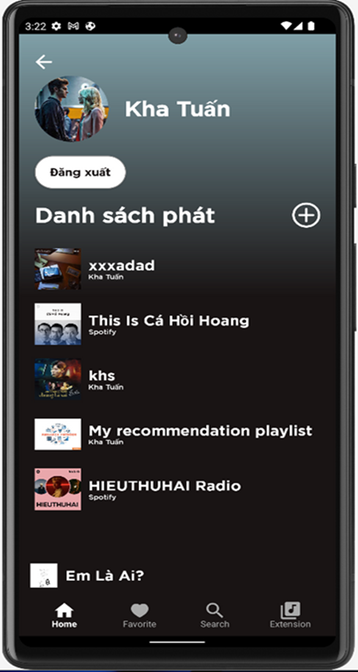 3:22
Kha Tuấn
Đăng xuất
Danh sách phát
xxxadad
Kha Tuấn
This Is Cá Hồi Hoang
Spotify
khs
Kha Tuấn
My recommendation playlist
Kha Tuấn
HIEUTHUHAI
HIEUTHUHAI Radio
Spotify
Em Là Ai?
Home
Favorite
Search
Extension